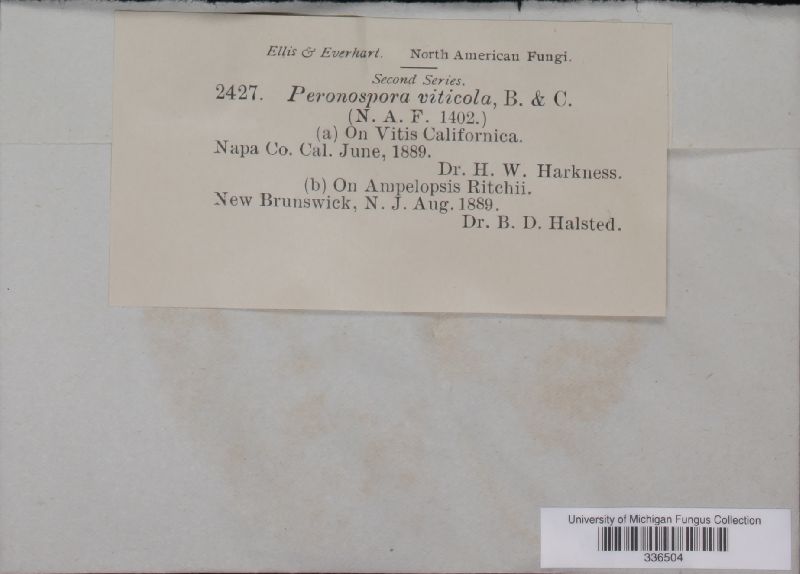 Ellis & Everhart. North American Fungi.
Second Series.
2427. Peronospora viticola, B. & C.
(N. A. F. 1402.)
(a) On Vitis Californica.
Napa Co. Cal. June, 1889.
Dr. H. W. Harkness.
(b) On Ampelopsis Ritchii.
New Brunswick, N. J. Aug. 1889.
Dr. B. D. Halsted.
University of Michigan Fungus Collection
336504